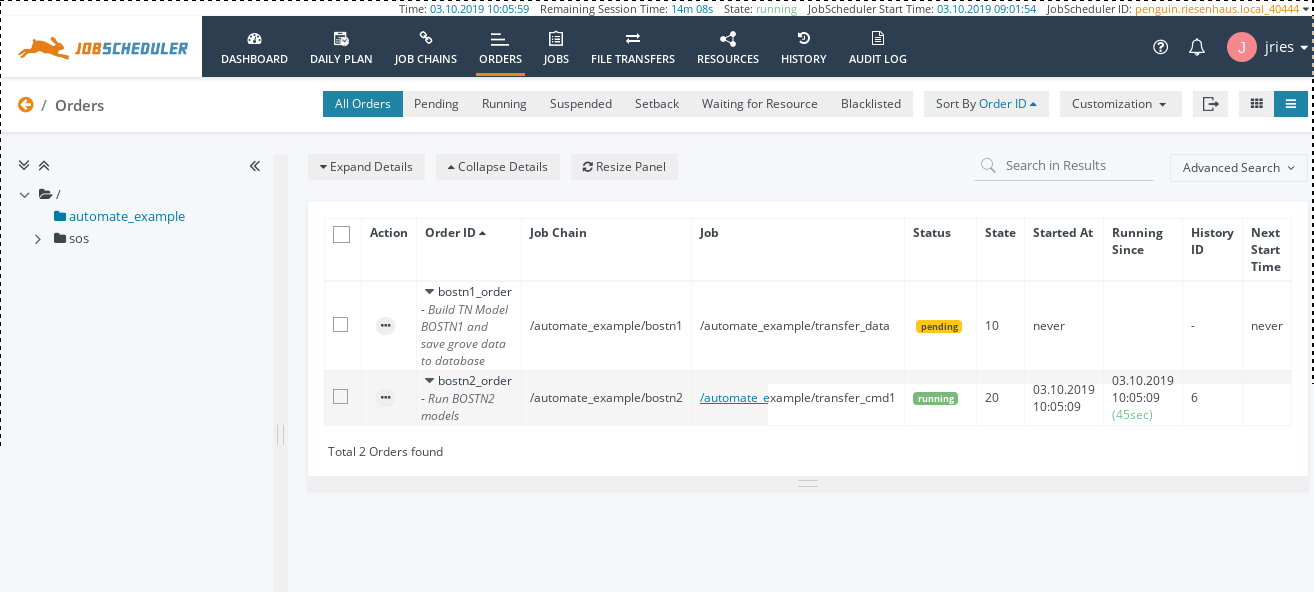 Time: 03.10.2019 10:05:59 Remaining Session Time: 14m 08s State: running JobScheduler Start Time: 03.10.2019 09:01:54 JobScheduler ID: penguin.riesenhaus.local_40444
JOBSCHEDULER
DASHBOARD DAILY PLAN JOB CHAINS ORDERS JOBS FILE TRANSFERS RESOURCES HISTORY AUDIT LOG
J jries
/ Orders
All Orders Pending Running Suspended Setback Waiting for Resource Blacklisted Sort By Order ID Customization
Expand Details Collapse Details Resize Panel Search in Results Advanced Search
/
automate_example
sos
Action Order ID Job Chain Job Status State Started At Running Since History ID Next Start Time
bostn1_order
- Build TN Model
BOSTN1 and
save grove data
to database
/automate_example/bostn1 /automate_example/transfer_data pending 10 never - never
bostn2_order
- Run BOSTN2
models
/automate_example/bostn2 /automate_example/transfer_cmd1 running 20
03.10.2019
10:05:09
03.10.2019
10:05:09
(45sec)
6
Total 2 Orders found